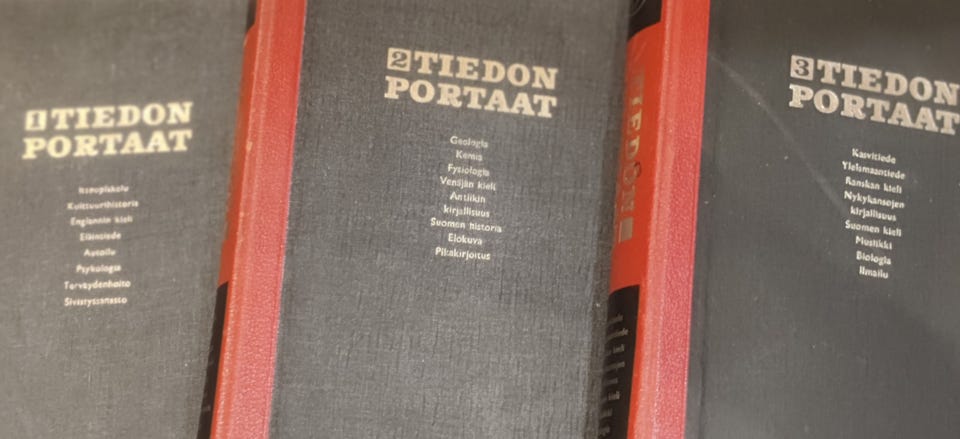 1 TIEDON
PORTAAT
Itseopiskelu
Kulttuurihistoria
Englannin kieli
Eläintiede
Autoilu
Psykologia
Terveydenhoito
Sivistyssanasto
2 TIEDON
PORTAAT
Geologia
Kemia
Fysiologia
Venäjän kieli
Antiikin
kirjallisuus
Suomen historia
Elokuva
Pikakirjoitus
TIEDON
3 TIEDON
PORTAAT
Kasvitiede
Yleismaantiede
Ranskan kieli
Nykykansojen
kirjallisuus
Suomen kieli
Musiikki
Biologia
Ilmailu